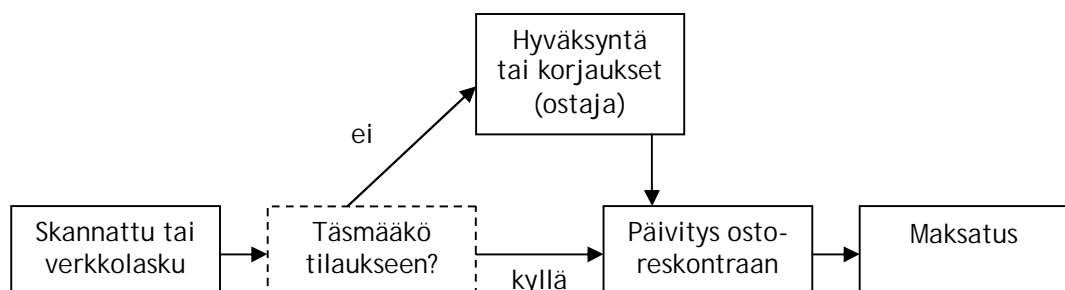 Hyväksyntä
tai korjaukset
(ostaja)
ei
Skannattu tai
verkkolasku
Täsmääkö
tilaukseen?
kyllä
Päivitys osto-
reskontraan
Maksatus